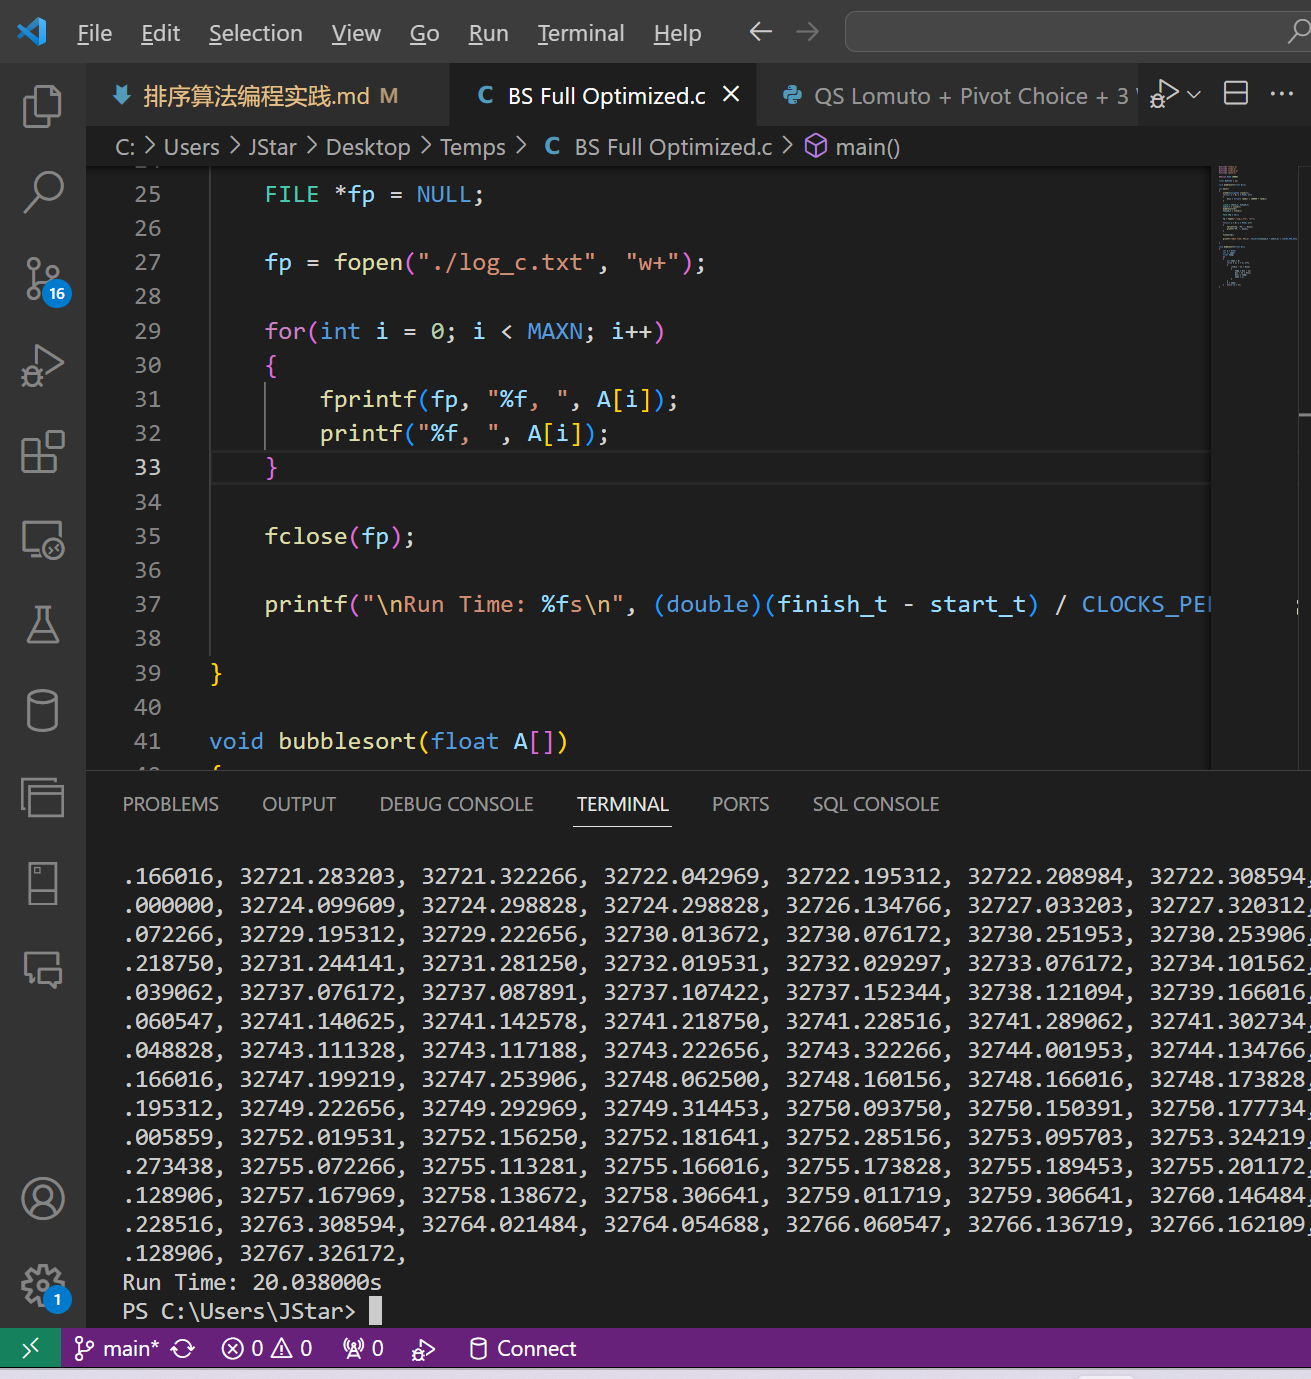 File Edit Selection View Go Run Terminal Help
排序算法编程实践.md M
BS Full Optimized.c
QS Lomuto + Pivot Choice + 3
C: > Users > JStar > Desktop > Temps > C BS Full Optimized.c > main()
25 FILE *fp = NULL;
26
27 fp = fopen("./log_c.txt", "w+");
28
29 for(int i = 0; i < MAXN; i++)
30 {
31 fprintf(fp, "%f, ", A[i]);
32 printf("%f, ", A[i]);
33 }
34
35 fclose(fp);
36
37 printf("\nRun Time: %fs\n", (double)(finish_t - start_t) / CLOCKS_PE
38
39 }
40
41 void bubblesort(float A[])
PROBLEMS OUTPUT DEBUG CONSOLE TERMINAL PORTS SQL CONSOLE
.166016, 32721.283203, 32721.322266, 32722.042969, 32722.195312, 32722.208984, 32722.308594,
.000000, 32724.099609, 32724.298828, 32724.298828, 32726.134766, 32727.033203, 32727.320312,
.072266, 32729.195312, 32729.222656, 32730.013672, 32730.076172, 32730.251953, 32730.253906,
.218750, 32731.244141, 32731.281250, 32732.019531, 32732.029297, 32733.076172, 32734.101562,
.039062, 32737.076172, 32737.087891, 32737.107422, 32737.152344, 32738.121094, 32739.166016,
.060547, 32741.140625, 32741.142578, 32741.218750, 32741.228516, 32741.289062, 32741.302734,
.048828, 32743.111328, 32743.117188, 32743.222656, 32743.322266, 32744.001953, 32744.134766,
.166016, 32747.199219, 32747.253906, 32748.062500, 32748.160156, 32748.166016, 32748.173828,
.195312, 32749.222656, 32749.292969, 32749.314453, 32750.093750, 32750.150391, 32750.177734,
.005859, 32752.019531, 32752.156250, 32752.181641, 32752.285156, 32753.095703, 32753.324219,
.273438, 32755.072266, 32755.113281, 32755.166016, 32755.173828, 32755.189453, 32755.201172,
.128906, 32757.167969, 32758.138672, 32758.306641, 32759.011719, 32759.306641, 32760.146484,
.228516, 32763.308594, 32764.021484, 32764.054688, 32766.060547, 32766.136719, 32766.162109,
.128906, 32767.326172,
Run Time: 20.038000s
PS C:\Users\JStar>
16
1
main* 0 0 0 Connect